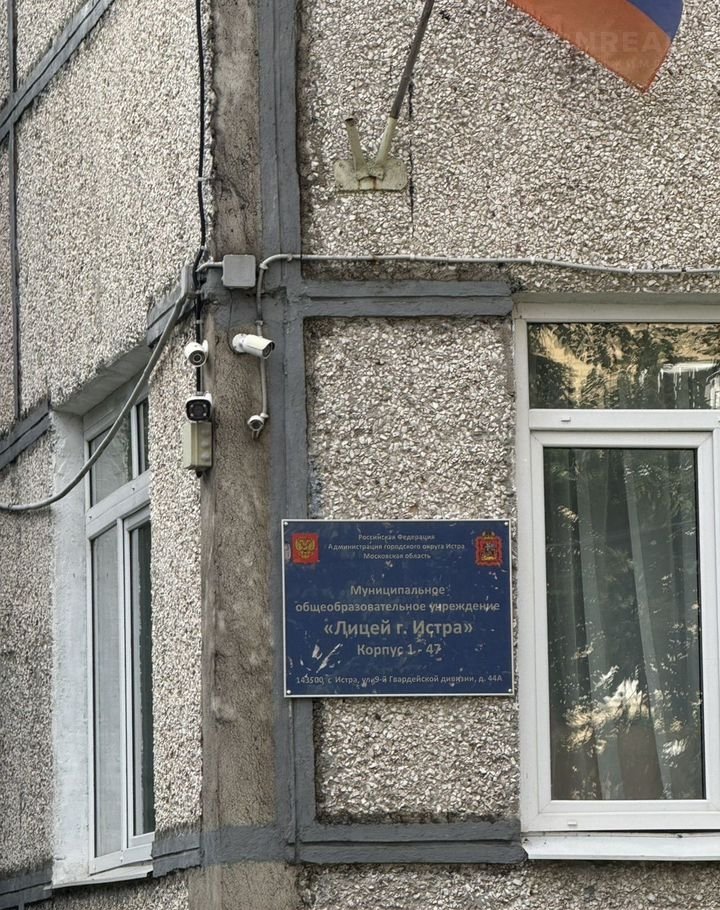 Российская Федерация
Администрация городского округа Истра
Московская область
Муниципальное
общеобразовательное учреждение
«Лицей г. Истра»
Корпус 1 - 47
143500, г. Истра, ул. 9-й Гвардейской дивизии, д. 44А